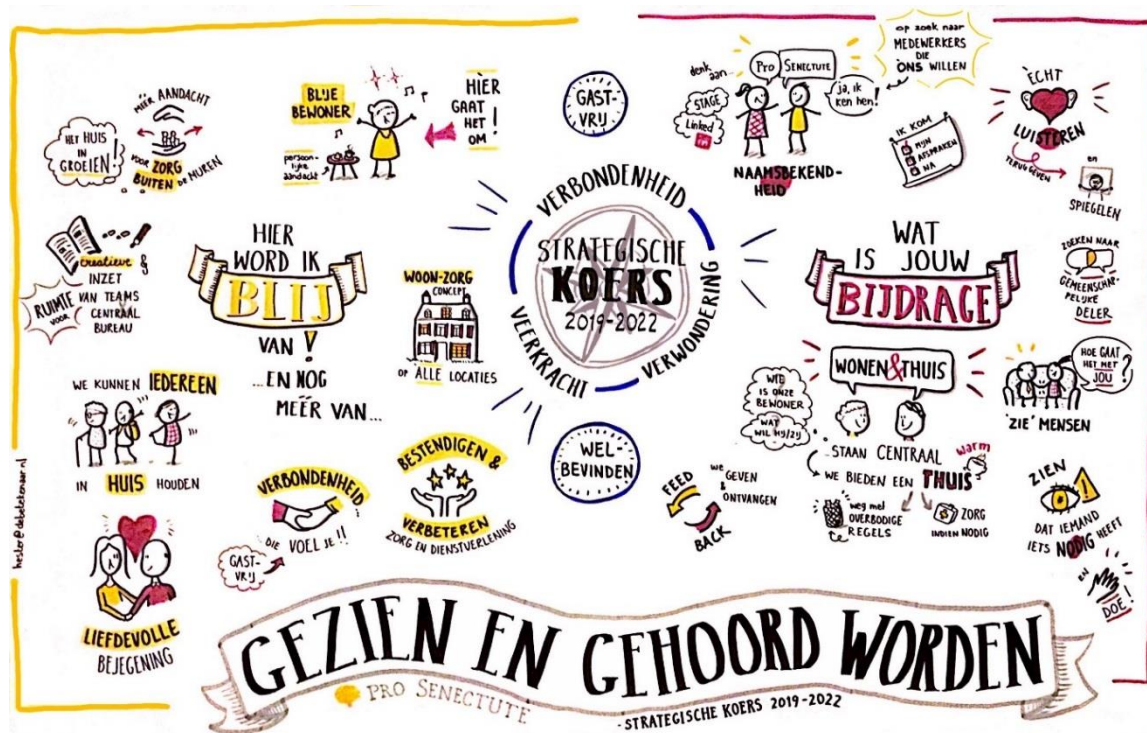 MÉÉR AANDACHT
VOOR ZORG
BUITEN DE MUREN
HET HUIS
IN
GROEIEN!
BLIJE
BEWONER
HIER
GAAT
HET
OM!
persoon-
lijke
aandacht
creatieve
INZET
VAN TEAMS
CENTRAAL
BUREAU
RUIMTE
VOOR
HIER
WORD IK
BLIJ
VAN!
...EN NOG
MÉÉR VAN...
WOON-ZORG
CONCEPT
OP ALLE LOCATIES
WE KUNNEN IEDEREEN
IN HUIS HOUDEN
LIEFDEVOLLE
BEJEGENING
VERBONDENHEID
DIE VOEL JE!!
GAST-
VRIJ
BESTENDIGEN &
VERBETEREN
ZORG EN DIENSTVERLENING
GAST-
VRIJ
VERBONDENHEID
VERWONDERING
VEERKRACHT
STRATEGISCHE
KOERS
2019-2022
WEL-
BEVINDEN
denk
aan
STAGE
Linked
in
Pro
SENECTUTE
ja, ik
ken hen!
NAAMSBEKEND-
HEID
op zoek naar
MEDEWERKERS
DIE
ONS WILLEN
IK KOM
MIJN
AFSPRAKEN
NA
ÉCHT
LUISTEREN
TERUGGEVEN
en
SPIEGELEN
ZOEKEN NAAR
GEMEENSCHAP-
PELIJKE
DELER
WAT
IS JOUW
BIJDRAGE
WONEN & THUIS
WIE
IS ONZE
BEWONER
WAT
WIL HIJ/ZIJ
STAAN CENTRAAL
warm
WE BIEDEN EEN THUIS
weg met
OVERBODIGE
REGELS
ZORG
INDIEN NODIG
HOE GAAT
HET MET
JOU?
'ZIE' MENSEN
ZIEN
DAT IEMAND
IETS NODIG HEEFT
EN
DOE!
FEED
BACK
we
GEVEN
&
ONTVANGEN
GEZIEN EN GEHOORD WORDEN
PRO SENECTUTE
-STRATEGISCHE KOERS 2019-2022